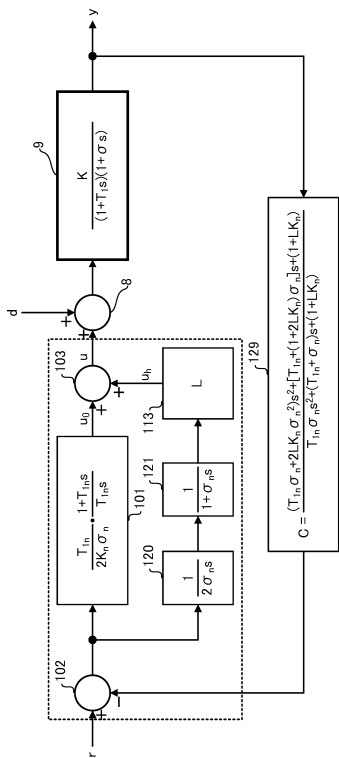 r
+
−
102
T₁ₙ/(2Kₙσₙ) • (1+T₁ₙs)/(T₁ₙs)
101
u₀
+
+
103
u
uₕ
1/(2σₙs)
120
1/(1+σₙs)
121
L
113
d
+
+
8
K/((1+T₁s)(1+σs))
9
y
C = ((T₁ₙσₙ+2LKₙσₙ²)s²+[T₁ₙ+(1+2LKₙ)σₙ]s+(1+LKₙ))/(T₁ₙσₙs²+(T₁ₙ+σₙ)s+(1+LKₙ))
129